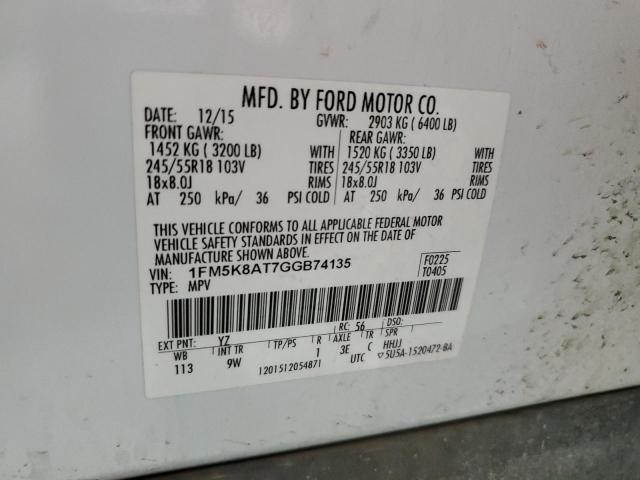 MFD. BY FORD MOTOR CO.
DATE: 12/15 GVWR: 2903 KG ( 6400 LB)
FRONT GAWR: REAR GAWR:
1452 KG ( 3200 LB) WITH 1520 KG ( 3350 LB) WITH
245/55R18 103V TIRES 245/55R18 103V TIRES
18x8.0J RIMS 18x8.0J RIMS
AT 250 kPa/ 36 PSI COLD AT 250 kPa/ 36 PSI COLD
THIS VEHICLE CONFORMS TO ALL APPLICABLE FEDERAL MOTOR
VEHICLE SAFETY STANDARDS IN EFFECT ON THE DATE OF
MANUFACTURE SHOWN ABOVE.
VIN: 1FM5K8AT7GGB74135 F0225
TYPE: MPV T0405
EXT PNT: YZ RC: 56 DSO:
WB INT TR TP/PS R AXLE TR SPR
113 9W 1 3E C HHJJ
1201512054871 UTC ▽5U5A-1520472-BA